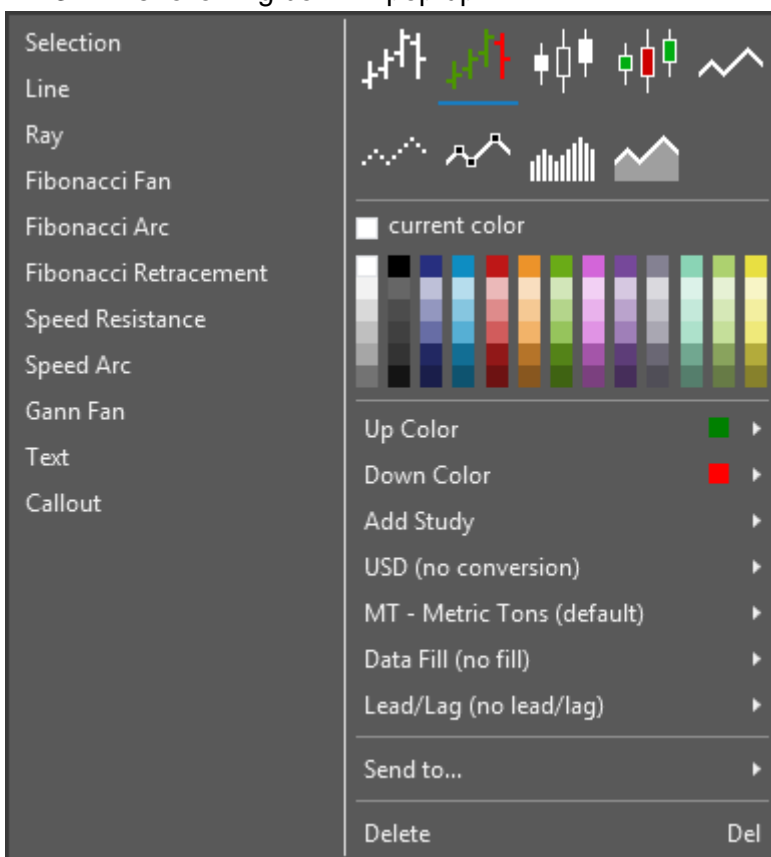 Selection
Line
Ray
Fibonacci Fan
Fibonacci Arc
Fibonacci Retracement
Speed Resistance
Speed Arc
Gann Fan
Text
Callout
current color
Up Color
Down Color
Add Study
USD (no conversion)
MT - Metric Tons (default)
Data Fill (no fill)
Lead/Lag (no lead/lag)
Send to...
Delete Del